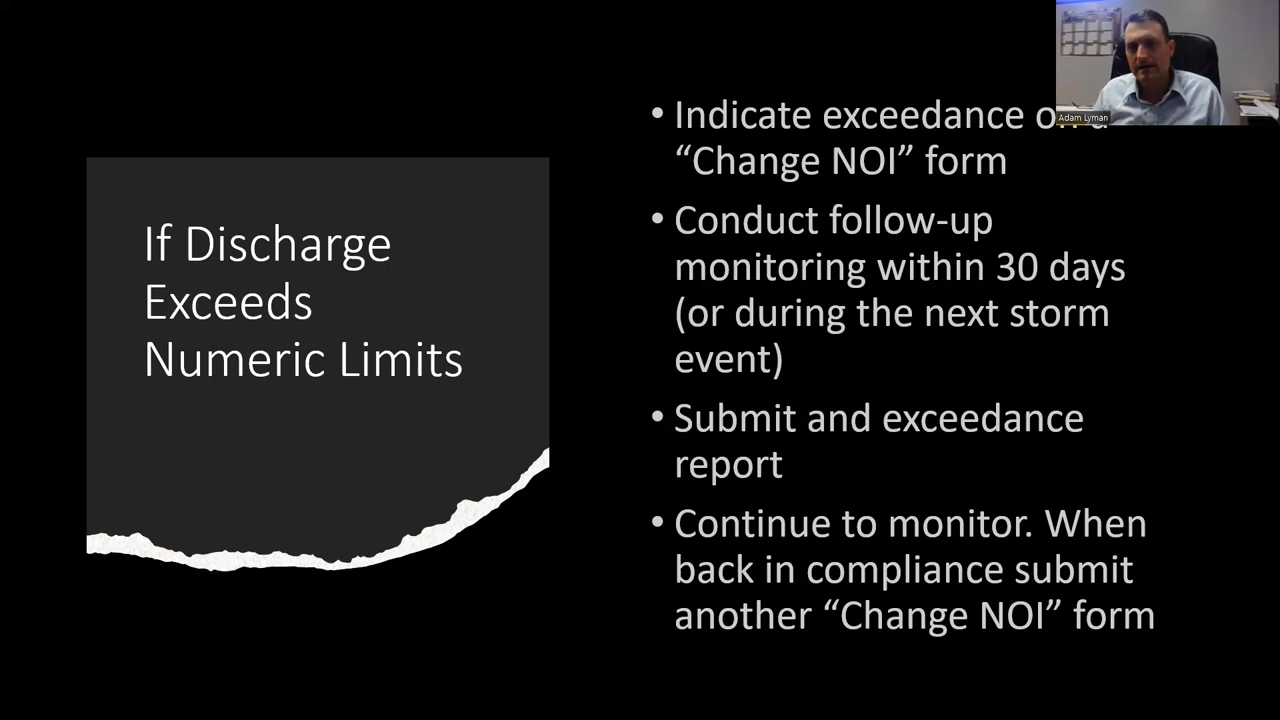 If Discharge
Exceeds
Numeric Limits
• Indicate exceedance on a
“Change NOI” form
• Conduct follow-up
monitoring within 30 days
(or during the next storm
event)
• Submit and exceedance
report
• Continue to monitor. When
back in compliance submit
another “Change NOI” form
Adam Lyman